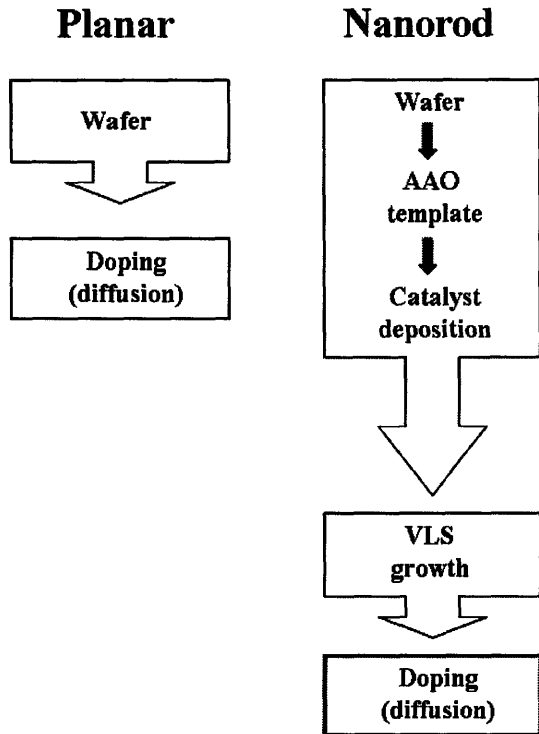 Planar
Wafer
Doping
(diffusion)
Nanorod
Wafer
AAO
template
Catalyst
deposition
VLS
growth
Doping
(diffusion)